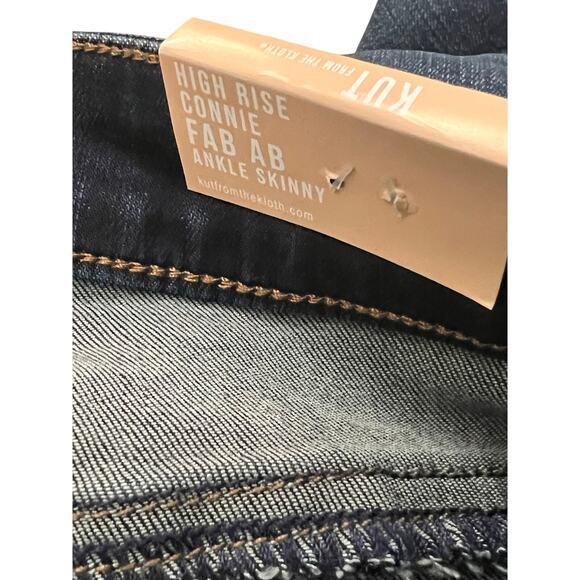 KUT
FROM THE KLOTH®
HIGH RISE
CONNIE
FAB AB
ANKLE SKINNY
kutfromthekloth.com